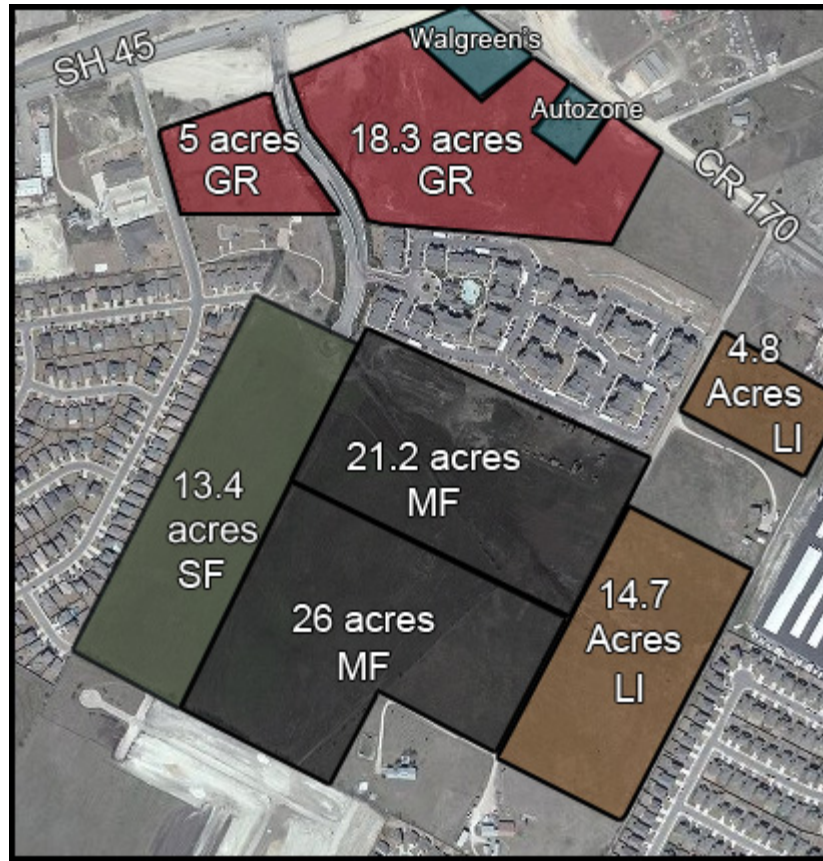 SH 45
Walgreen's
Autozone
5 acres
GR
18.3 acres
GR
CR 170
4.8
Acres
LI
21.2 acres
MF
13.4
acres
SF
26 acres
MF
14.7
Acres
LI